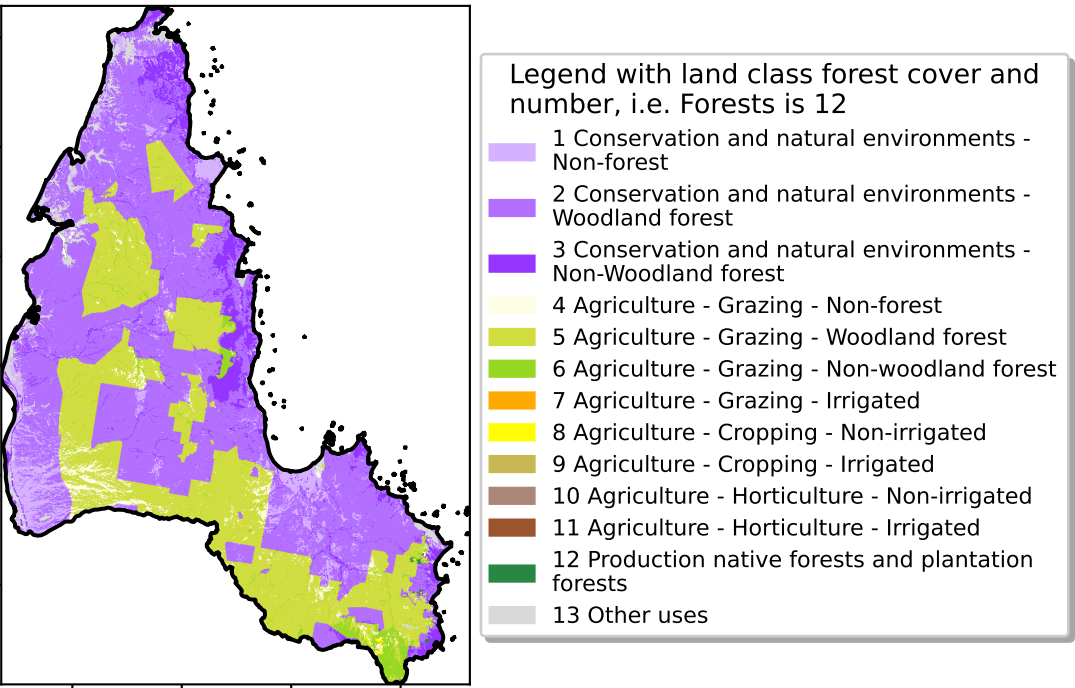 Legend with land class forest cover and
number, i.e. Forests is 12
1 Conservation and natural environments -
Non-forest
2 Conservation and natural environments -
Woodland forest
3 Conservation and natural environments -
Non-Woodland forest
4 Agriculture - Grazing - Non-forest
5 Agriculture - Grazing - Woodland forest
6 Agriculture - Grazing - Non-woodland forest
7 Agriculture - Grazing - Irrigated
8 Agriculture - Cropping - Non-irrigated
9 Agriculture - Cropping - Irrigated
10 Agriculture - Horticulture - Non-irrigated
11 Agriculture - Horticulture - Irrigated
12 Production native forests and plantation
forests
13 Other uses